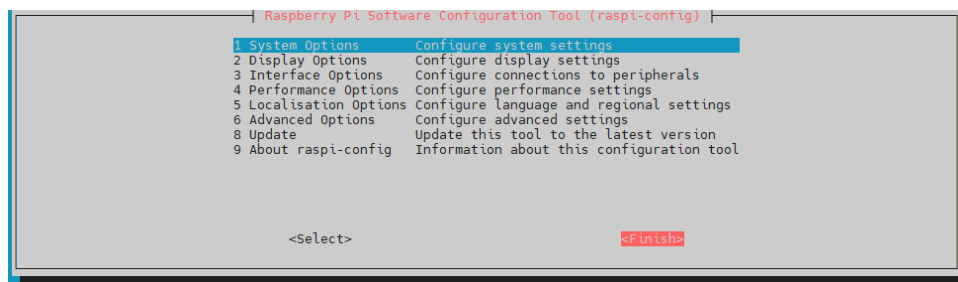 Raspberry Pi Software Configuration Tool (raspi-config)
1 System Options Configure system settings
2 Display Options Configure display settings
3 Interface Options Configure connections to peripherals
4 Performance Options Configure performance settings
5 Localisation Options Configure language and regional settings
6 Advanced Options Configure advanced settings
8 Update Update this tool to the latest version
9 About raspi-config Information about this configuration tool
<Select> <Finish>